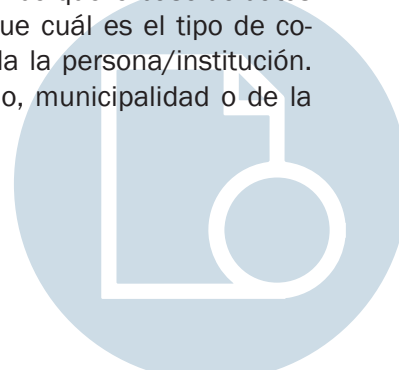 ue cuál es el tipo de co-
la la persona/institución.
o, municipalidad o de la